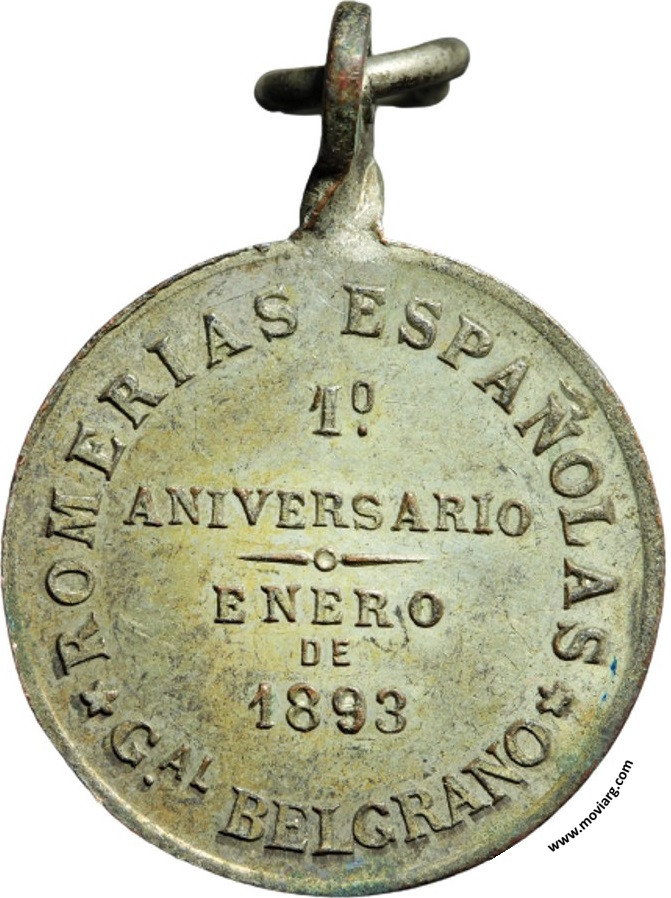 ROMERIAS ESPAÑOLAS
1º
ANIVERSARIO
ENERO
DE
1893
G.AL BELGRANO
www.moviarg.com